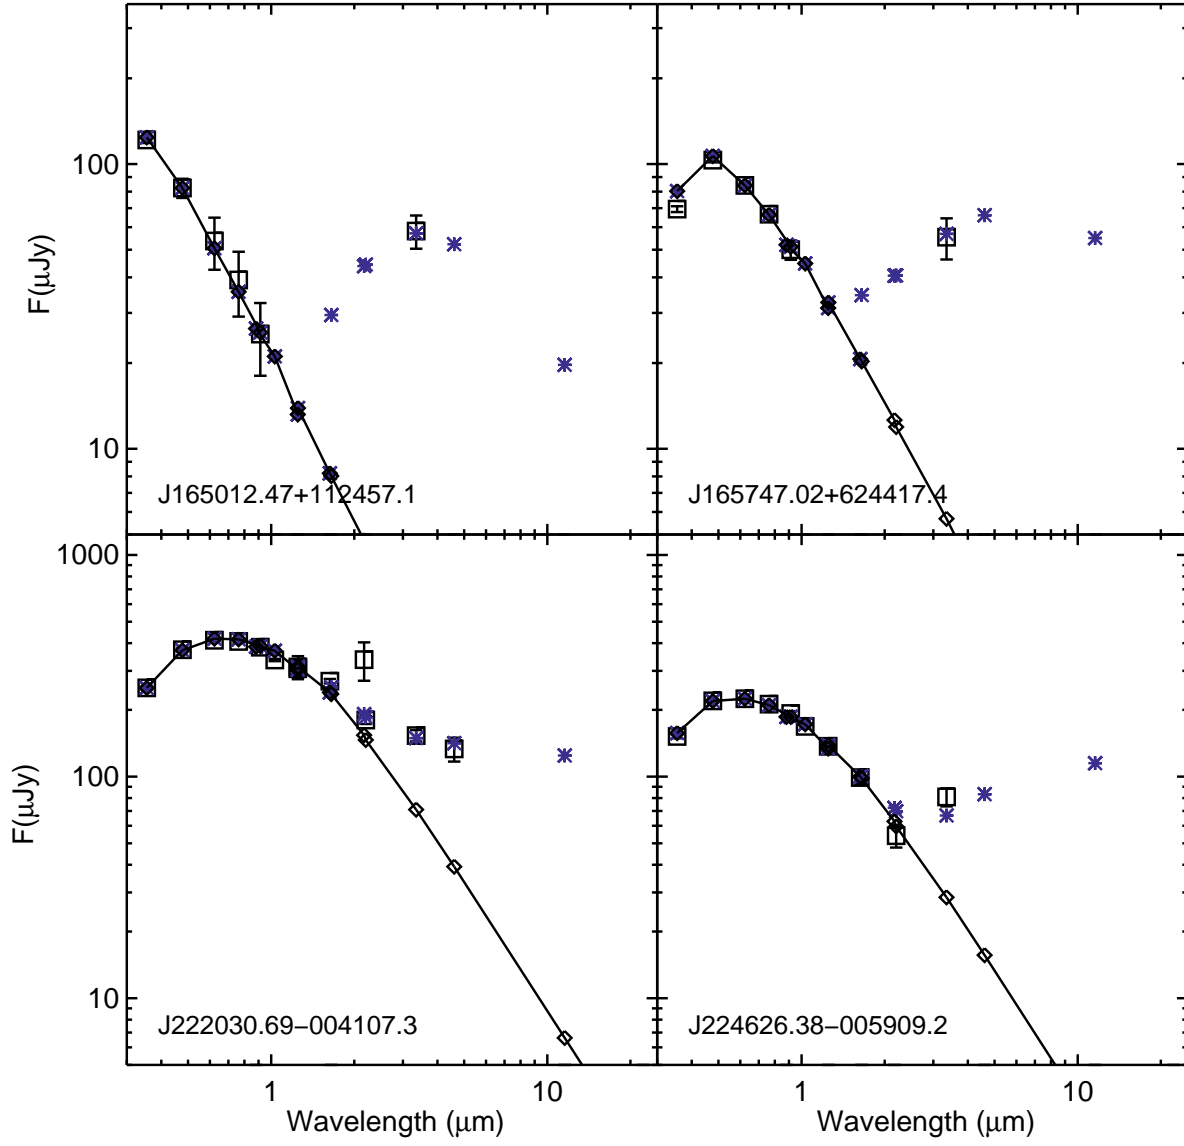 F(μJy)
100
10
J165012.47+112457.1
J165747.02+624417.4
F(μJy)
1000
100
10
J222030.69−004107.3
J224626.38−005909.2
1
10
1
10
Wavelength (μm)
Wavelength (μm)